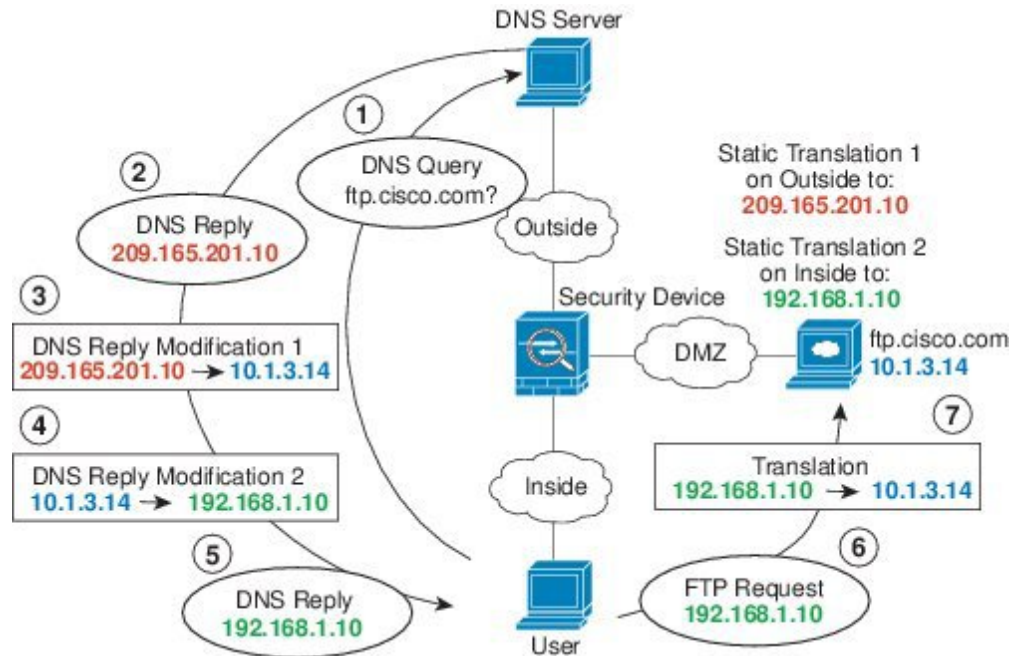 DNS Server
1
DNS Query
ftp.cisco.com?
2
DNS Reply
209.165.201.10
Outside
Static Translation 1
on Outside to:
209.165.201.10
Static Translation 2
on Inside to:
192.168.1.10
3
DNS Reply Modification 1
209.165.201.10 → 10.1.3.14
Security Device
DMZ
ftp.cisco.com
10.1.3.14
4
DNS Reply Modification 2
10.1.3.14 → 192.168.1.10
Inside
7
Translation
192.168.1.10 → 10.1.3.14
5
DNS Reply
192.168.1.10
User
6
FTP Request
192.168.1.10